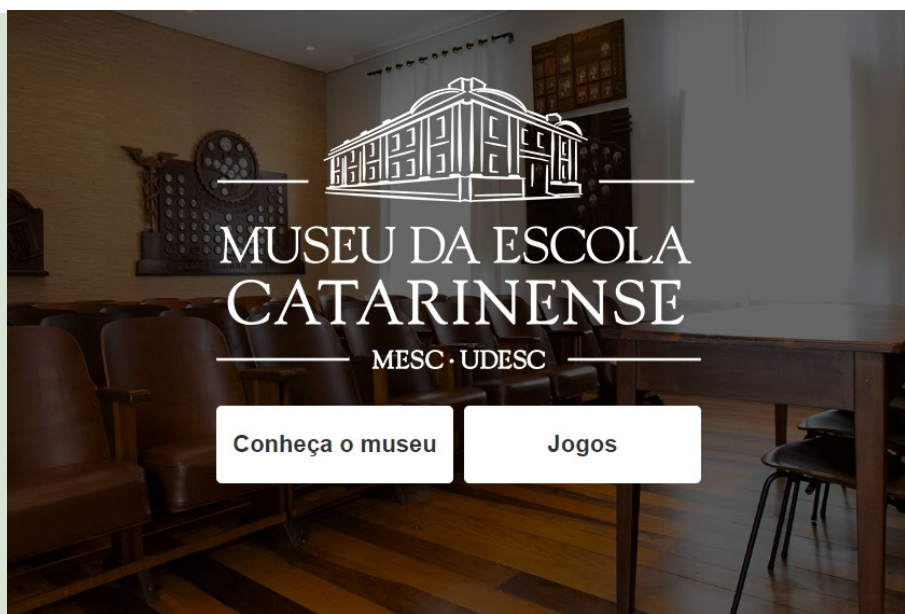 MUSEU DA ESCOLA
CATARINENSE
MESC · UDESC
Conheça o museu
Jogos